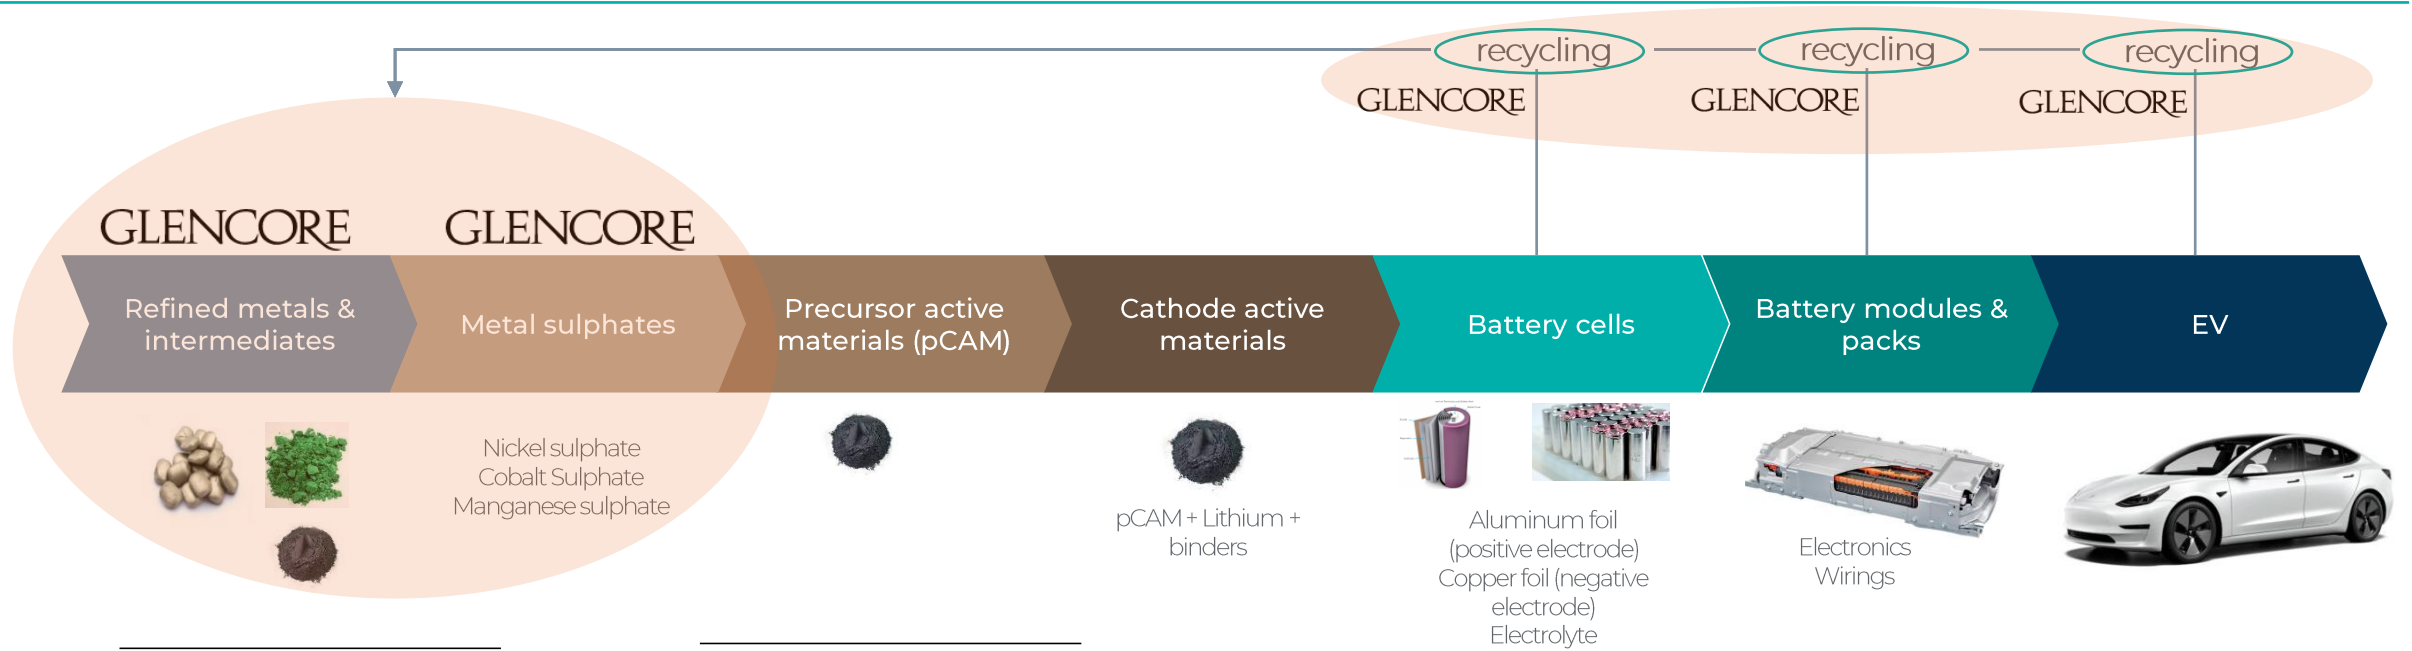 recycling
recycling
recycling
GLENCORE
GLENCORE
GLENCORE
GLENCORE
GLENCORE
Refined metals &
intermediates
Metal sulphates
Precursor active
materials (pCAM)
Cathode active
materials
Battery cells
Battery modules &
packs
EV
Nickel sulphate
Cobalt Sulphate
Manganese sulphate
pCAM + Lithium +
binders
Aluminum foil
(positive electrode)
Copper foil (negative
electrode)
Electrolyte
Electronics
Wirings